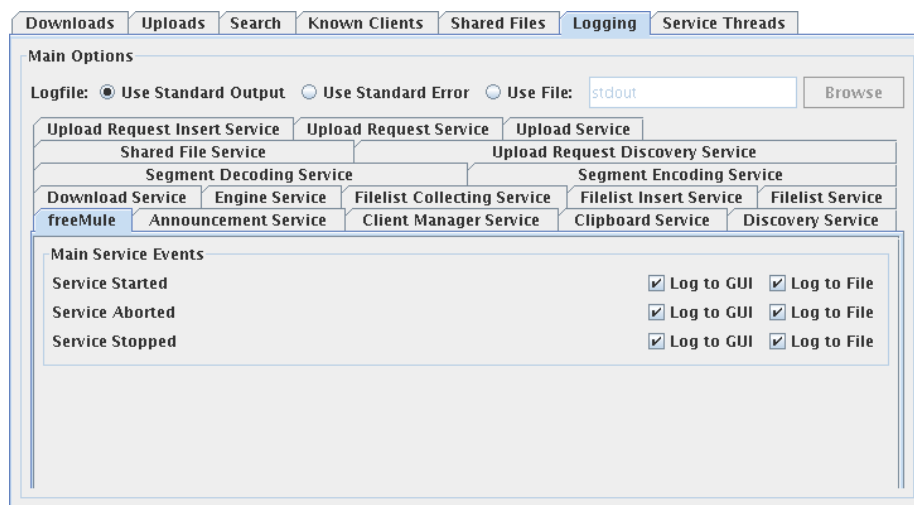 Downloads Uploads Search Known Clients Shared Files Logging Service Threads
Main Options
Logfile: Use Standard Output Use Standard Error Use File: stdout Browse
Upload Request Insert Service Upload Request Service Upload Service
Shared File Service Upload Request Discovery Service
Segment Decoding Service Segment Encoding Service
Download Service Engine Service Filelist Collecting Service Filelist Insert Service Filelist Service
freeMule Announcement Service Client Manager Service Clipboard Service Discovery Service
Main Service Events
Service Started Log to GUI Log to File
Service Aborted Log to GUI Log to File
Service Stopped Log to GUI Log to File